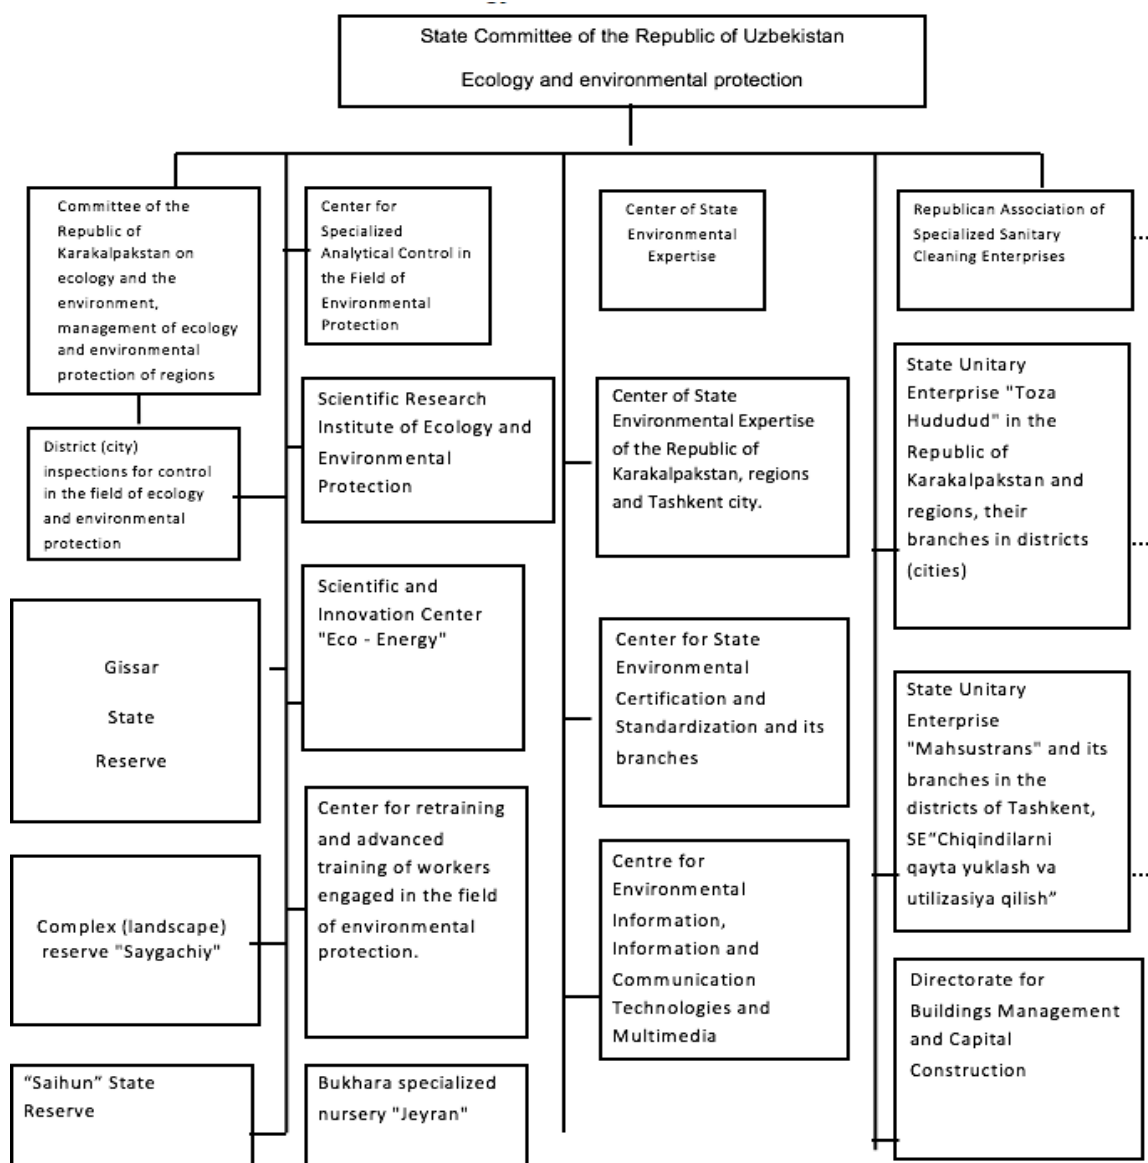 State Committee of the Republic of Uzbekistan
Ecology and environmental protection
Committee of the
Republic of
Karakalpakstan on
ecology and the
environment,
management of ecology
and environmental
protection of regions
Center for
Specialized
Analytical Control in
the Field of
Environmental
Protection
Center of State
Environmental
Expertise
Republican Association of
Specialized Sanitary
Cleaning Enterprises
District (city)
inspections for control
in the field of ecology
and environmental
protection
Scientific Research
Institute of Ecology and
Environmental
Protection
Center of State
Environmental Expertise
of the Republic of
Karakalpakstan, regions
and Tashkent city.
State Unitary
Enterprise "Toza
Hududud" in the
Republic of
Karakalpakstan and
regions, their
branches in districts
(cities)
Gissar
State
Reserve
Scientific and
Innovation Center
"Eco - Energy"
Center for State
Environmental
Certification and
Standardization and its
branches
State Unitary
Enterprise
"Mahsustrans" and its
branches in the
districts of Tashkent,
SE“Chiqindilarni
qayta yuklash va
utilizasiya qilish”
Complex (landscape)
reserve "Saygachiy"
Center for retraining
and advanced
training of workers
engaged in the field
of environmental
protection.
Centre for
Environmental
Information,
Information and
Communication
Technologies and
Multimedia
Directorate for
Buildings Management
and Capital
Construction
“Saihun” State
Reserve
Bukhara specialized
nursery "Jeyran"